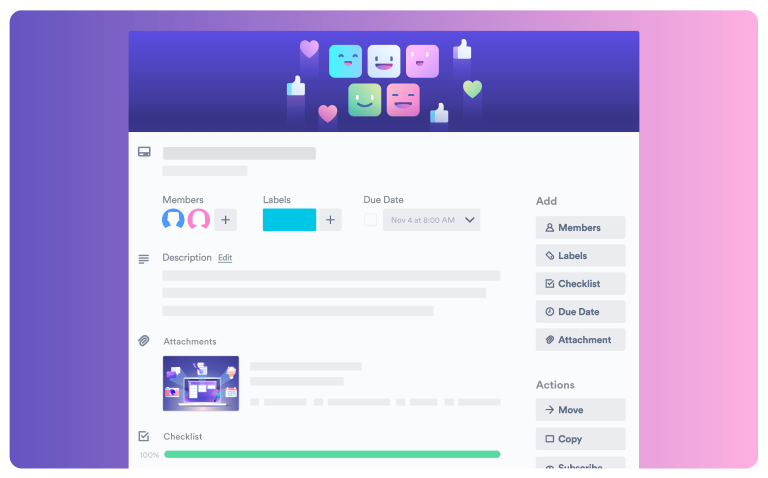 Members
Labels
Due Date
Nov 4 at 8:00 AM
Description Edit
Attachments
Checklist
100%
Add
Members
Labels
Checklist
Due Date
Attachment
Actions
Move
Copy
Subscribe